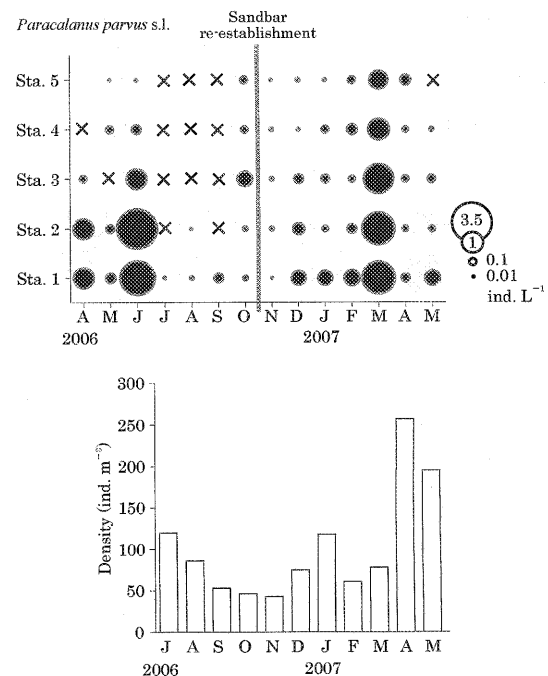 Paracalanus parvus s.l.
Sandbar
re-establishment
Sta. 5
Sta. 4
Sta. 3
Sta. 2
Sta. 1
3.5
1
0.1
0.01
ind. L⁻¹
A M J J A S O N D J F M A M
2006 2007
300
250
200
150
100
50
0
Density (ind. m⁻³)
J A S O N D J F M A M
2006 2007